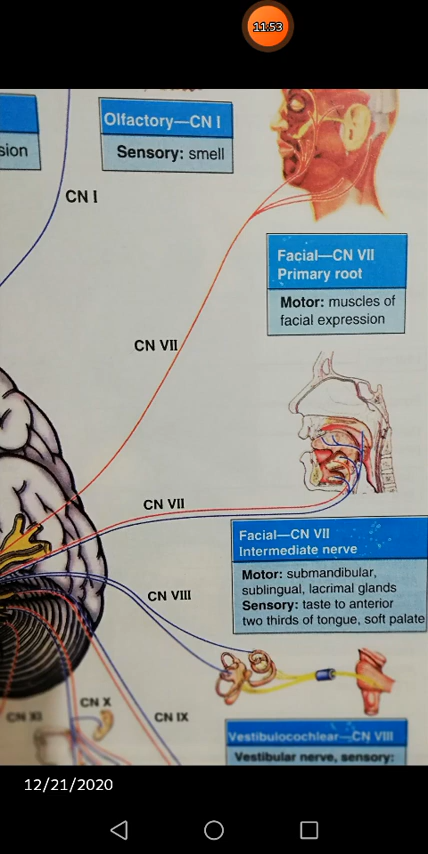 11:53
Olfactory—CN I
sion
Sensory: smell
CN I
Facial—CN VII
Primary root
Motor: muscles of
facial expression
CN VII
CN VII
Facial—CN VII
Intermediate nerve
Motor: submandibular,
sublingual, lacrimal glands
Sensory: taste to anterior
two thirds of tongue, soft palate
CN VIII
CN X
CN XI
CN IX
Vestibulocochlear—CN VIII
Vestibular nerve, sensory:
12/21/2020